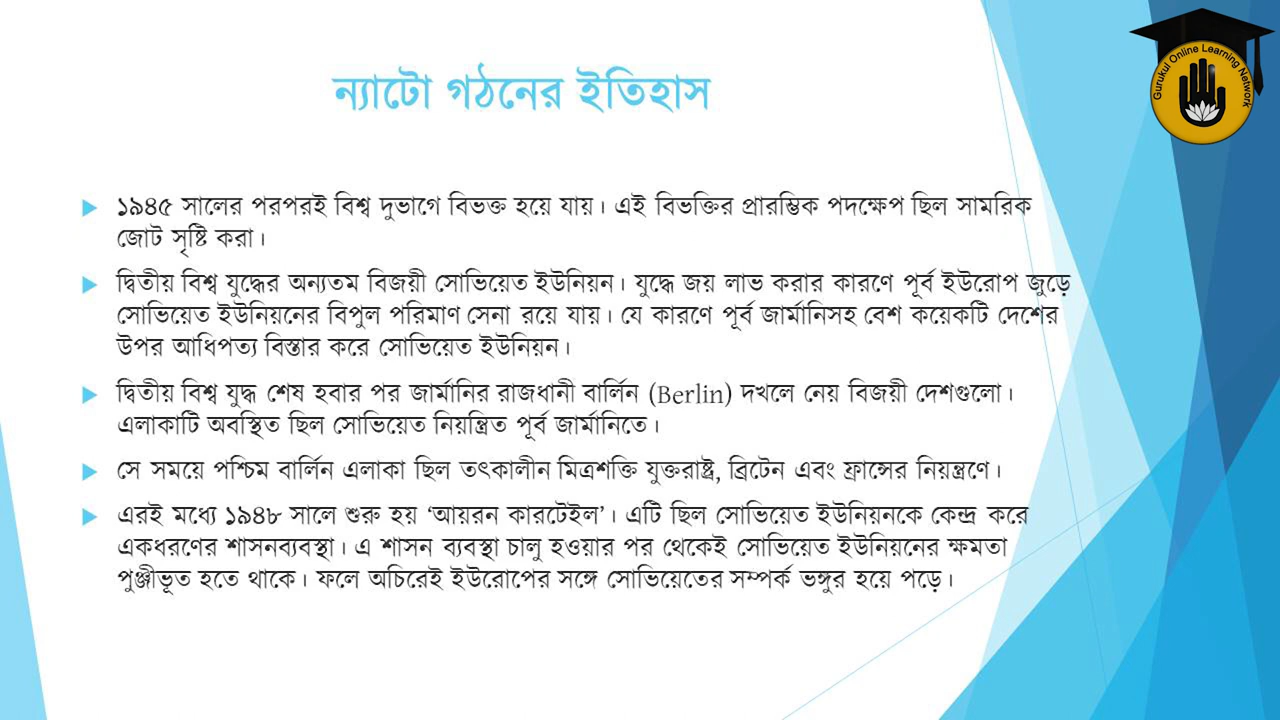 ন্যাটো গঠনের ইতিহাস
Gurukul Online Learning Network
১৯৪৫ সালের পরপরই বিশ্ব দুভাগে বিভক্ত হয়ে যায়। এই বিভক্তির প্রারম্ভিক পদক্ষেপ ছিল সামরিক
জোট সৃষ্টি করা।
দ্বিতীয় বিশ্ব যুদ্ধের অন্যতম বিজয়ী সোভিয়েত ইউনিয়ন। যুদ্ধে জয় লাভ করার কারণে পূর্ব ইউরোপ জুড়ে
সোভিয়েত ইউনিয়নের বিপুল পরিমাণ সেনা রয়ে যায়। যে কারণে পূর্ব জার্মানিসহ বেশ কয়েকটি দেশের
উপর আধিপত্য বিস্তার করে সোভিয়েত ইউনিয়ন।
দ্বিতীয় বিশ্ব যুদ্ধ শেষ হবার পর জার্মানির রাজধানী বার্লিন (Berlin) দখলে নেয় বিজয়ী দেশগুলো।
এলাকাটি অবস্থিত ছিল সোভিয়েত নিয়ন্ত্রিত পূর্ব জার্মানিতে।
সে সময়ে পশ্চিম বার্লিন এলাকা ছিল তৎকালীন মিত্রশক্তি যুক্তরাষ্ট্র, ব্রিটেন এবং ফ্রান্সের নিয়ন্ত্রণে।
এরই মধ্যে ১৯৪৮ সালে শুরু হয় ‘আয়রন কারটেইল’। এটি ছিল সোভিয়েত ইউনিয়নকে কেন্দ্র করে
একধরণের শাসনব্যবস্থা। এ শাসন ব্যবস্থা চালু হওয়ার পর থেকেই সোভিয়েত ইউনিয়নের ক্ষমতা
পুঞ্জীভূত হতে থাকে। ফলে অচিরেই ইউরোপের সঙ্গে সোভিয়েতের সম্পর্ক ভঙ্গুর হয়ে পড়ে।